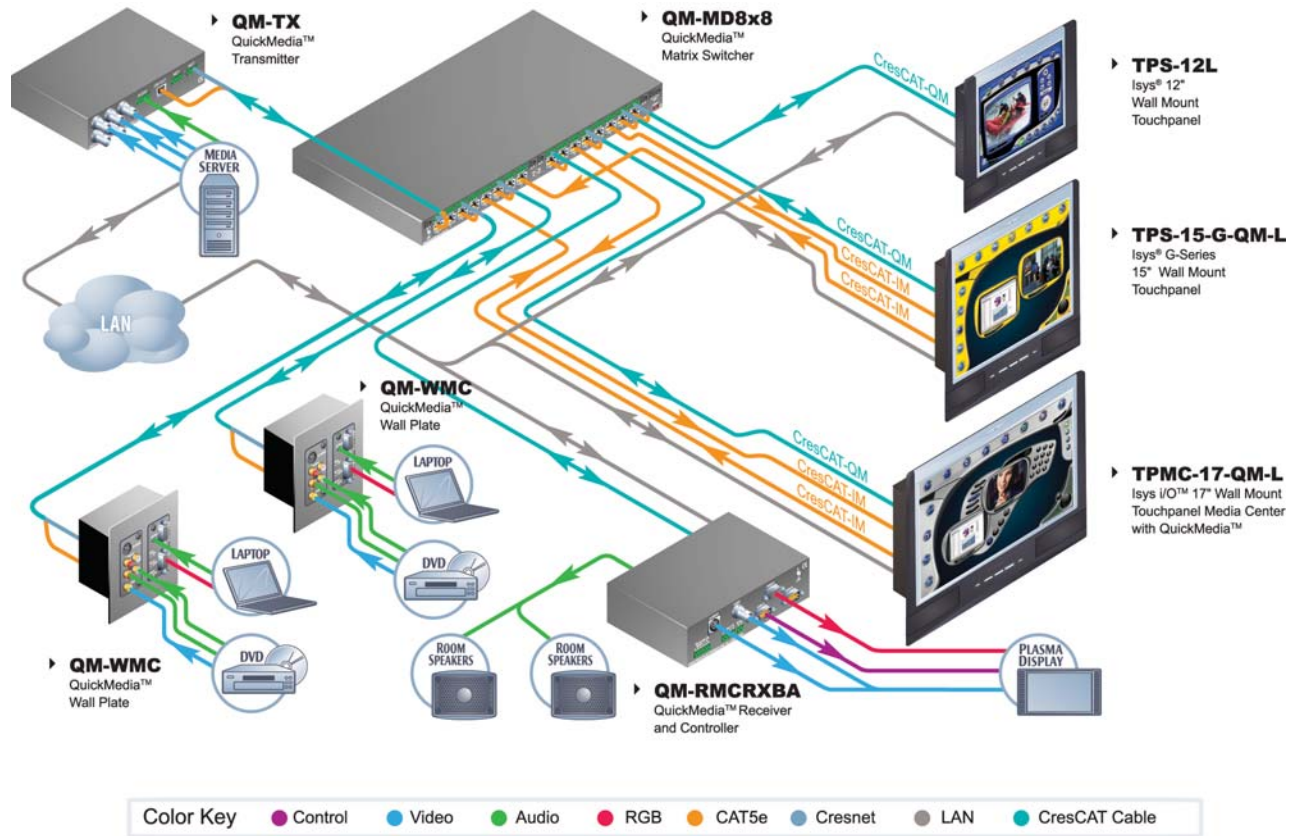 QM-TX
QuickMedia™
Transmitter
QM-MD8x8
QuickMedia™
Matrix Switcher
CresCAT-QM
TPS-12L
Isys® 12"
Wall Mount
Touchpanel
MEDIA
SERVER
LAN
CresCAT-QM
CresCAT-IM
CresCAT-IM
TPS-15-G-QM-L
Isys® G-Series
15" Wall Mount
Touchpanel
QM-WMC
QuickMedia™
Wall Plate
LAPTOP
DVD
CresCAT-QM
CresCAT-IM
CresCAT-IM
TPMC-17-QM-L
Isys i/O™ 17" Wall Mount
Touchpanel Media Center
with QuickMedia™
LAPTOP
DVD
QM-WMC
QuickMedia™
Wall Plate
ROOM
SPEAKERS
ROOM
SPEAKERS
QM-RMCRXBA
QuickMedia™ Receiver
and Controller
PLASMA
DISPLAY
Color Key
Control
Video
Audio
RGB
CAT5e
Cresnet
LAN
CresCAT Cable